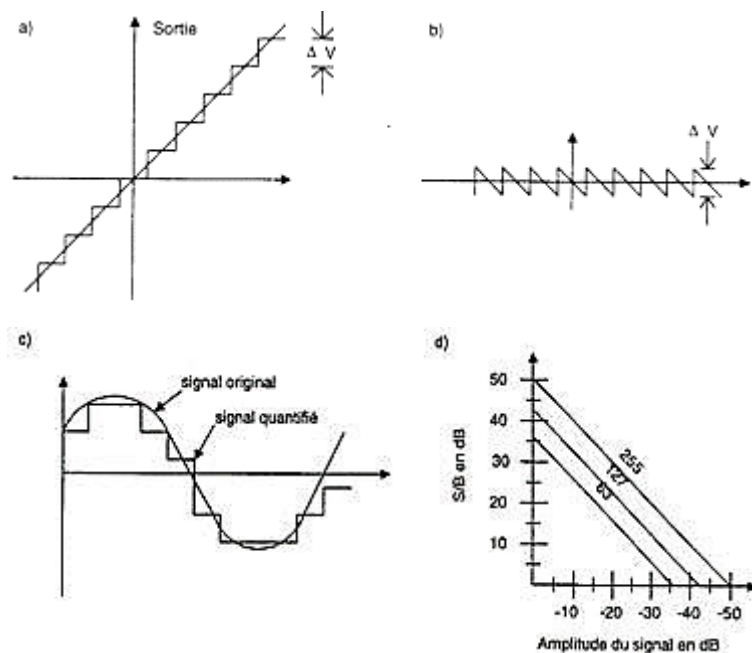 a)
Sortie
Δ V
b)
Δ V
c)
signal original
signal quantifié
d)
S/B en dB
50
40
30
20
10
255
127
63
-10 -20 -30 -40 -50
Amplitude du signal en dB